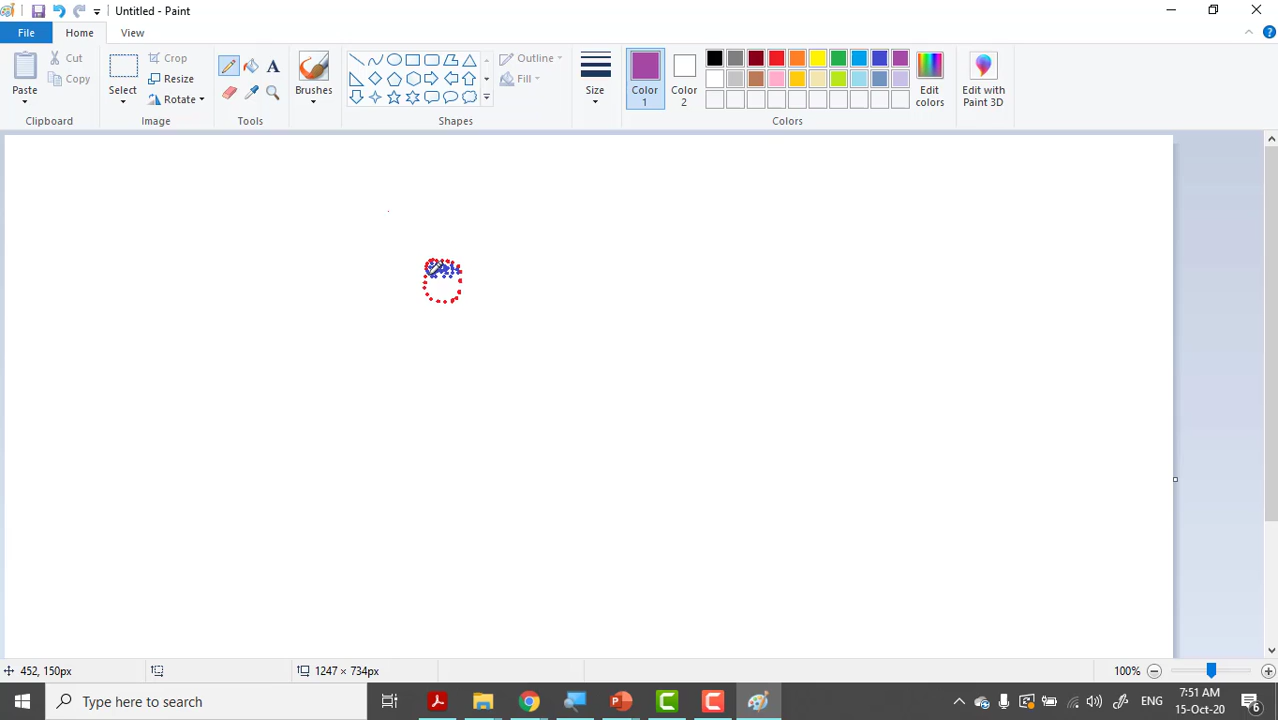 Untitled - Paint
File Home View
Paste
Cut
Copy
Clipboard
Select
Crop
Resize
Rotate
Image
A
Tools
Brushes
Shapes
Outline
Fill
Size
Color 1
Color 2
Edit colors
Colors
Edit with Paint 3D
452, 150px
1247 × 734px
100%
Type here to search
ENG
7:51 AM
15-Oct-20
6